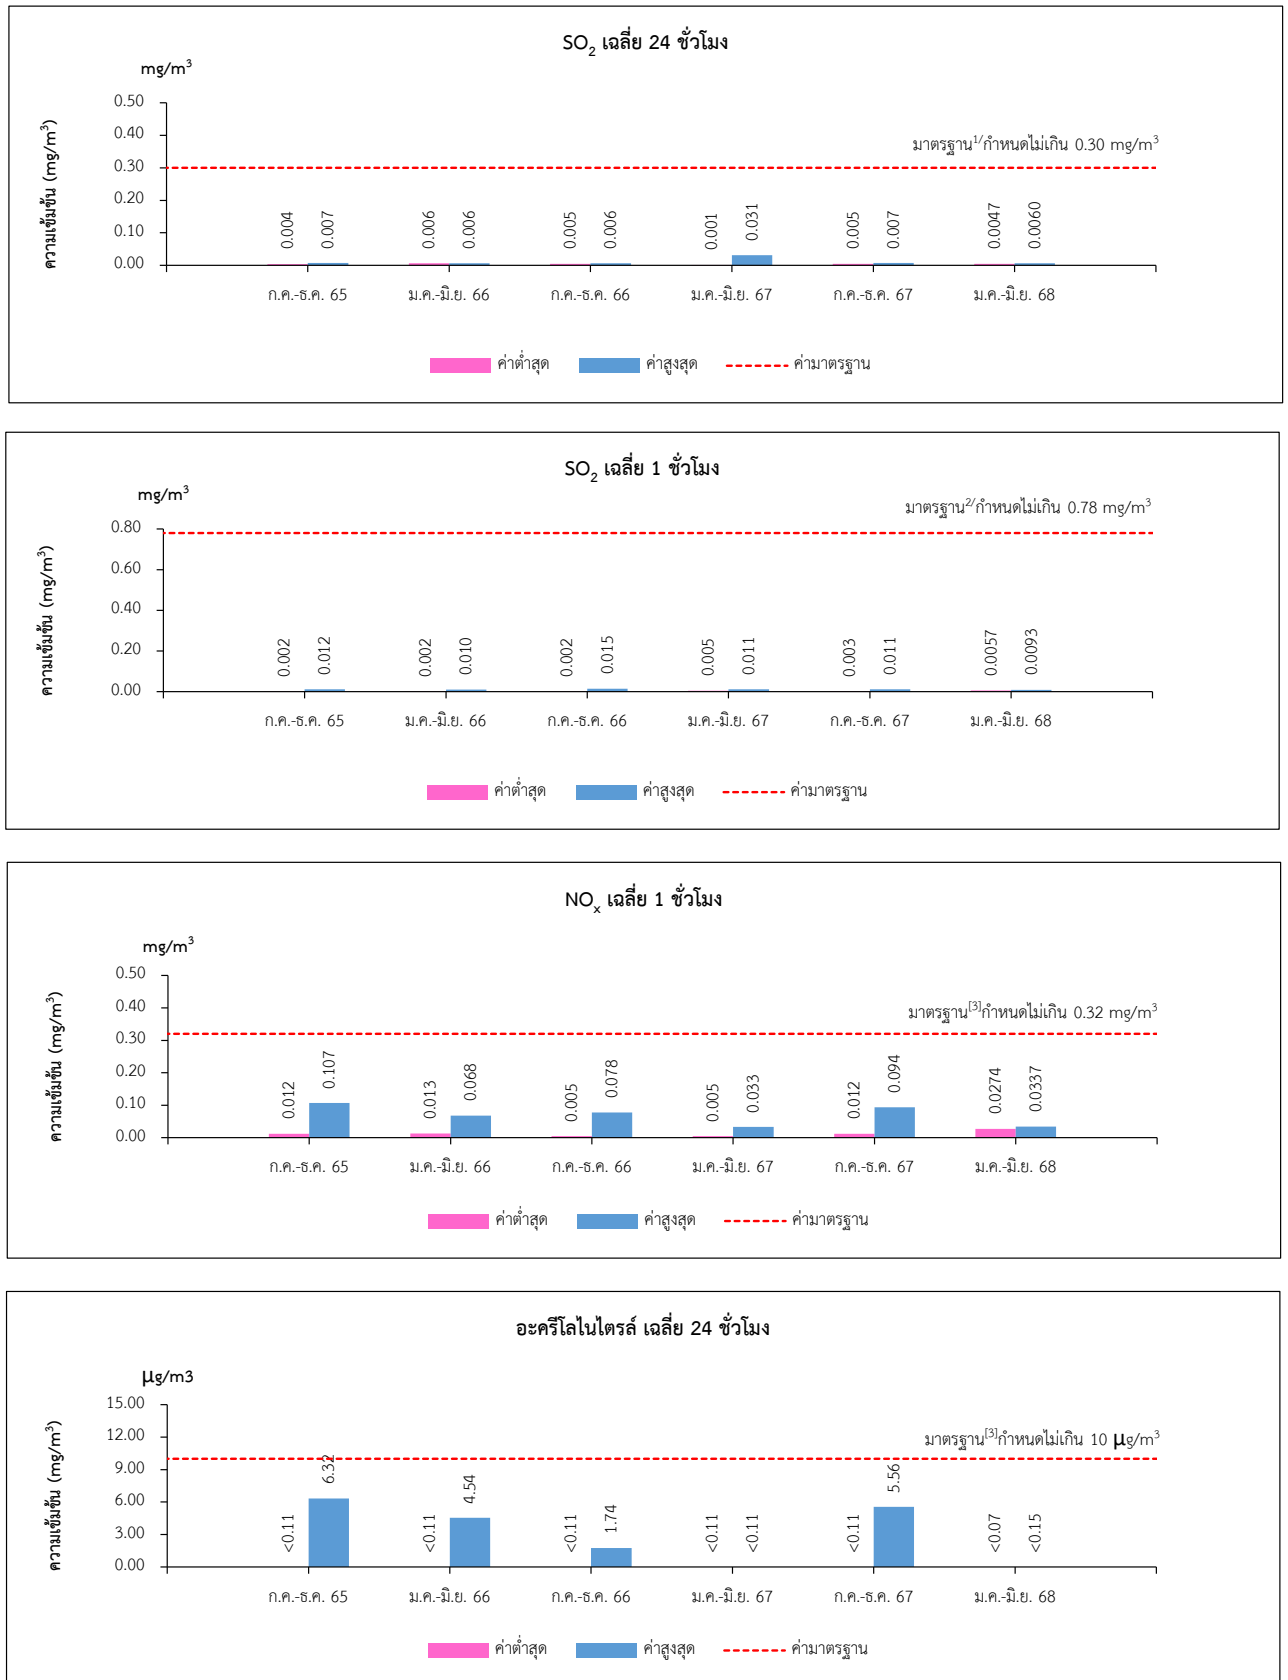 SO2 เฉลี่ย 24 ชั่วโมง
mg/m3
ความเข้มข้น (mg/m3)
0.50
0.40
0.30
0.20
0.10
0.00
มาตรฐาน1/กำหนดไม่เกิน 0.30 mg/m3
0.004 0.007 0.006 0.006 0.005 0.006 0.001 0.031 0.005 0.007 0.0047 0.0060
ก.ค.-ธ.ค. 65 ม.ค.-มิ.ย. 66 ก.ค.-ธ.ค. 66 ม.ค.-มิ.ย. 67 ก.ค.-ธ.ค. 67 ม.ค.-มิ.ย. 68
ค่าต่ำสุด ค่าสูงสุด ค่ามาตรฐาน
SO2 เฉลี่ย 1 ชั่วโมง
mg/m3
ความเข้มข้น (mg/m3)
0.80
0.60
0.40
0.20
0.00
มาตรฐาน2/กำหนดไม่เกิน 0.78 mg/m3
0.002 0.012 0.002 0.010 0.002 0.015 0.005 0.011 0.003 0.011 0.0057 0.0093
ก.ค.-ธ.ค. 65 ม.ค.-มิ.ย. 66 ก.ค.-ธ.ค. 66 ม.ค.-มิ.ย. 67 ก.ค.-ธ.ค. 67 ม.ค.-มิ.ย. 68
ค่าต่ำสุด ค่าสูงสุด ค่ามาตรฐาน
NOx เฉลี่ย 1 ชั่วโมง
mg/m3
ความเข้มข้น (mg/m3)
0.50
0.40
0.30
0.20
0.10
0.00
มาตรฐาน[3]กำหนดไม่เกิน 0.32 mg/m3
0.012 0.107 0.013 0.068 0.005 0.078 0.005 0.033 0.012 0.094 0.0274 0.0337
ก.ค.-ธ.ค. 65 ม.ค.-มิ.ย. 66 ก.ค.-ธ.ค. 66 ม.ค.-มิ.ย. 67 ก.ค.-ธ.ค. 67 ม.ค.-มิ.ย. 68
ค่าต่ำสุด ค่าสูงสุด ค่ามาตรฐาน
อะครีโลไนไตรล์ เฉลี่ย 24 ชั่วโมง
µg/m3
ความเข้มข้น (mg/m3)
15.00
12.00
9.00
6.00
3.00
0.00
มาตรฐาน[3]กำหนดไม่เกิน 10 µg/m3
<0.11 6.32 <0.11 4.54 <0.11 1.74 <0.11 <0.11 <0.11 5.56 <0.07 <0.15
ก.ค.-ธ.ค. 65 ม.ค.-มิ.ย. 66 ก.ค.-ธ.ค. 66 ม.ค.-มิ.ย. 67 ก.ค.-ธ.ค. 67 ม.ค.-มิ.ย. 68
ค่าต่ำสุด ค่าสูงสุด ค่ามาตรฐาน